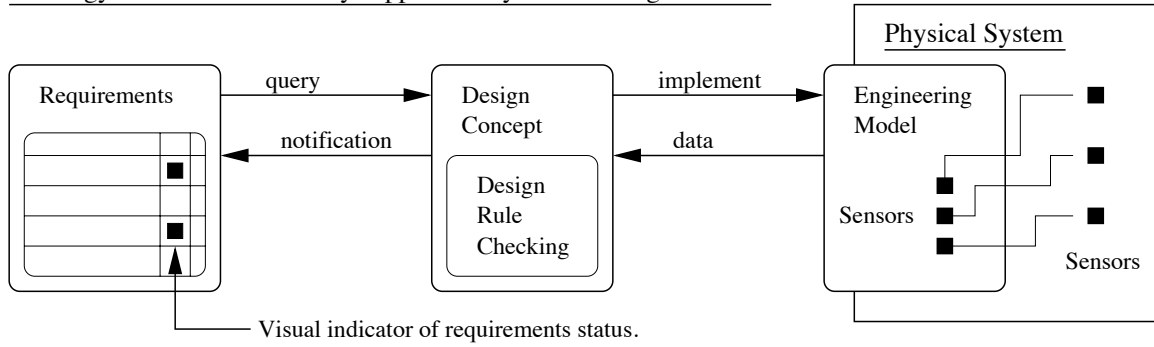 Physical System
Requirements
query
notification
Design
Concept
Design
Rule
Checking
implement
data
Engineering
Model
Sensors
Sensors
Visual indicator of requirements status.